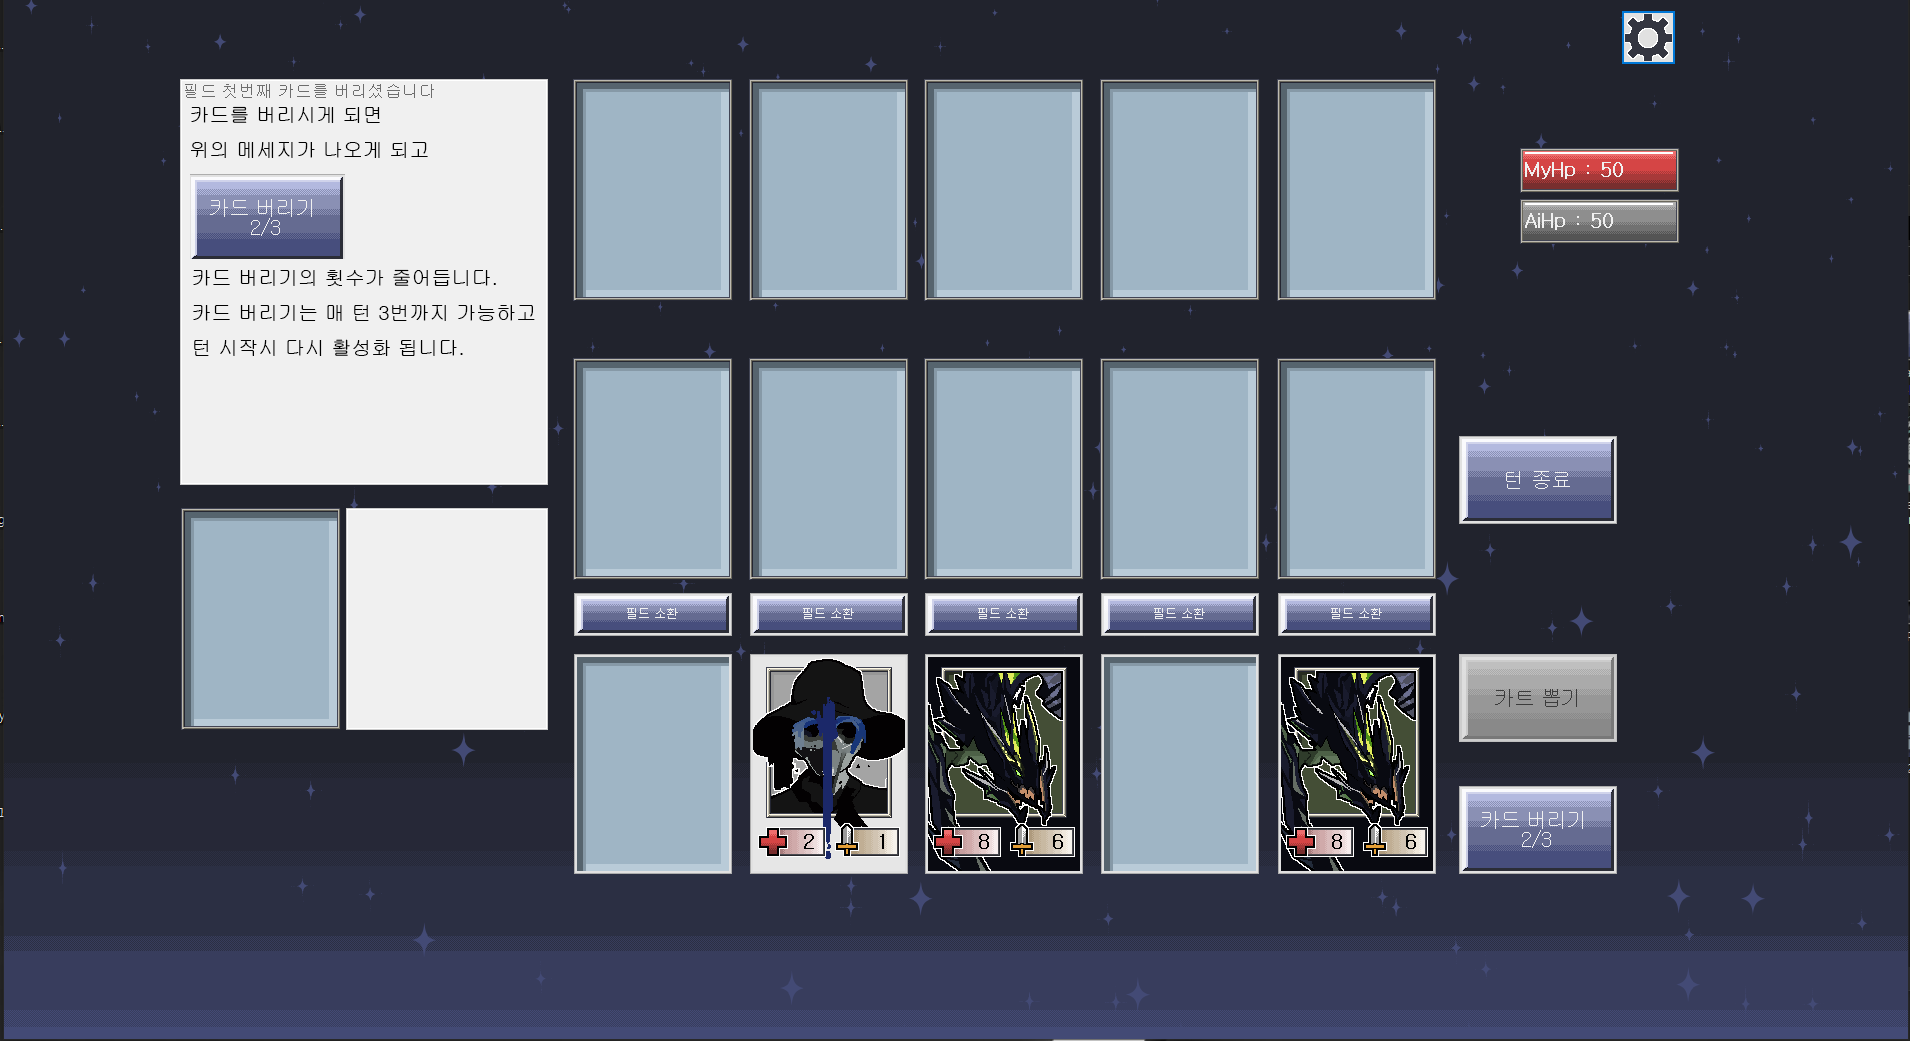 필드 첫번째 카드를 버리셨습니다
카드를 버리시게 되면
위의 메세지가 나오게 되고
카드 버리기
2/3
카드 버리기의 횟수가 줄어듭니다.
카드 버리기는 매 턴 3번까지 가능하고
턴 시작시 다시 활성화 됩니다.
MyHp : 50
AiHp : 50
턴 종료
필드 소환
필드 소환
필드 소환
필드 소환
필드 소환
2
1
8
6
8
6
카트 뽑기
카드 버리기
2/3